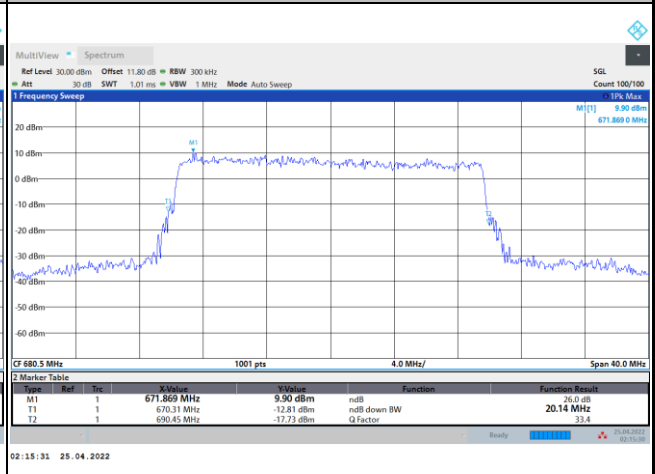 MultiView Spectrum
Ref Level 30.00 dBm Offset 11.80 dB RBW 300 kHz SGL
Att 30 dB SWT 1.01 ms VBW 1 MHz Mode Auto Sweep Count 100/100
1 Frequency Sweep 1Pk Max
M1[1] 9.90 dBm
671.869 0 MHz
20 dBm
M1
10 dBm
0 dBm
T1
-10 dBm
T2
-20 dBm
-30 dBm
-40 dBm
-50 dBm
-60 dBm
CF 680.5 MHz 1001 pts 4.0 MHz/ Span 40.0 MHz
2 Marker Table
Type Ref Trc X-Value Y-Value Function Function Result
M1 1 671.869 MHz 9.90 dBm ndB 26.0 dB
T1 1 670.31 MHz -12.81 dBm ndB down BW 20.14 MHz
T2 1 690.45 MHz -17.73 dBm Q Factor 33.4
Ready 25.04.2022
02:15:30
02:15:31 25.04.2022